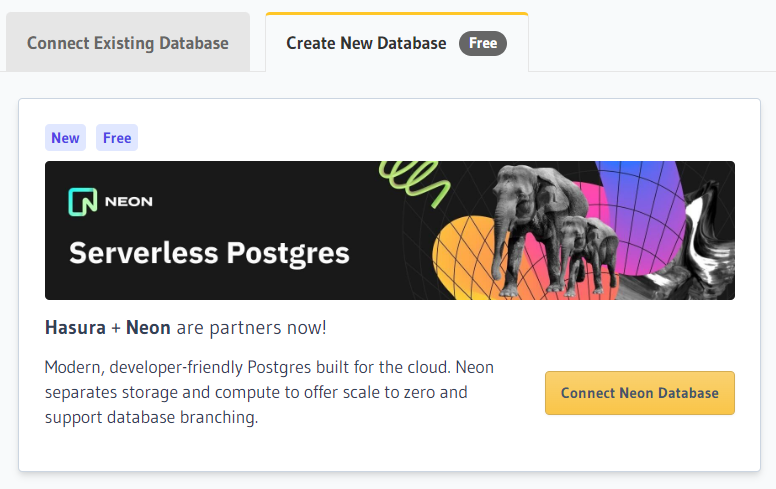 Connect Existing Database
Create New Database Free
New Free
NEON
Serverless Postgres
Hasura + Neon are partners now!
Modern, developer-friendly Postgres built for the cloud. Neon
separates storage and compute to offer scale to zero and
support database branching.
Connect Neon Database